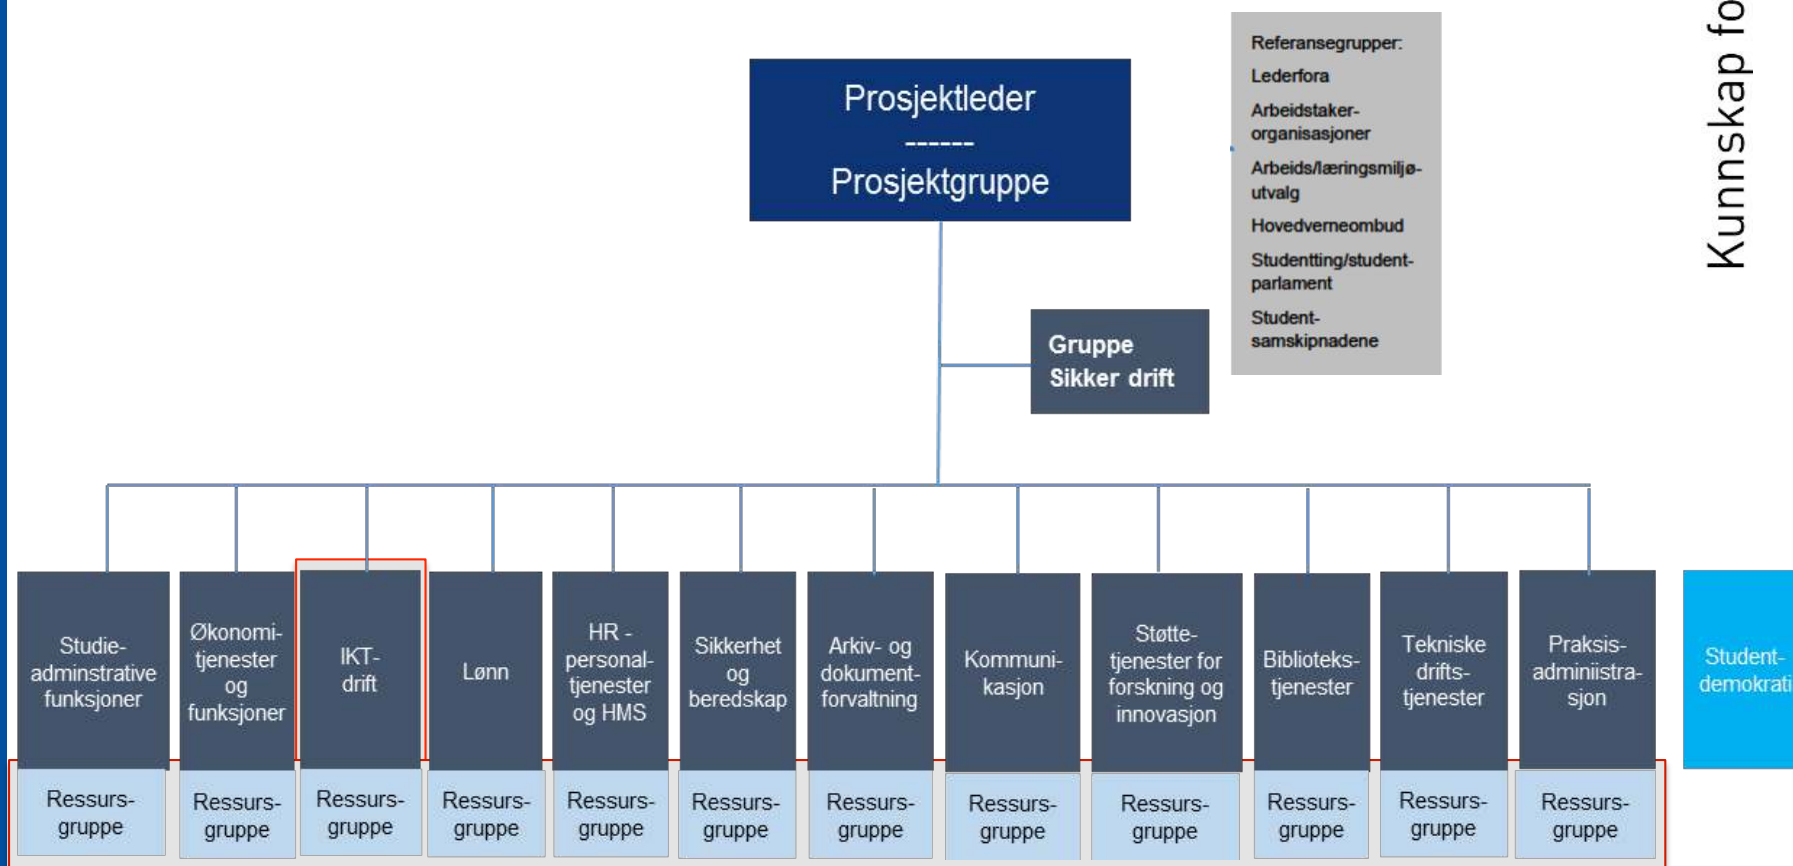 Prosjektleder
------
Prosjektgruppe
Referansegrupper:
Lederfora
Arbeidstaker-
organisasjoner
Arbeids/læringsmiljø-
utvalg
Hovedverneombud
Studentting/student-
parlament
Student-
samskipnadene
Kunnskap fo
Gruppe
Sikker drift
Studie-
adminstrative
funksjoner
Økonomi-
tjenester
og
funksjoner
IKT-
drift
Lønn
HR -
personal-
tjenester
og HMS
Sikkerhet
og
beredskap
Arkiv- og
dokument-
forvaltning
Kommuni-
kasjon
Støtte-
tjenester for
forskning og
innovasjon
Biblioteks-
tjenester
Tekniske
drifts-
tjenester
Praksis-
adminiistra-
sjon
Student-
demokrati
Ressurs-
gruppe
Ressurs-
gruppe
Ressurs-
gruppe
Ressurs-
gruppe
Ressurs-
gruppe
Ressurs-
gruppe
Ressurs-
gruppe
Ressurs-
gruppe
Ressurs-
gruppe
Ressurs-
gruppe
Ressurs-
gruppe
Ressurs-
gruppe